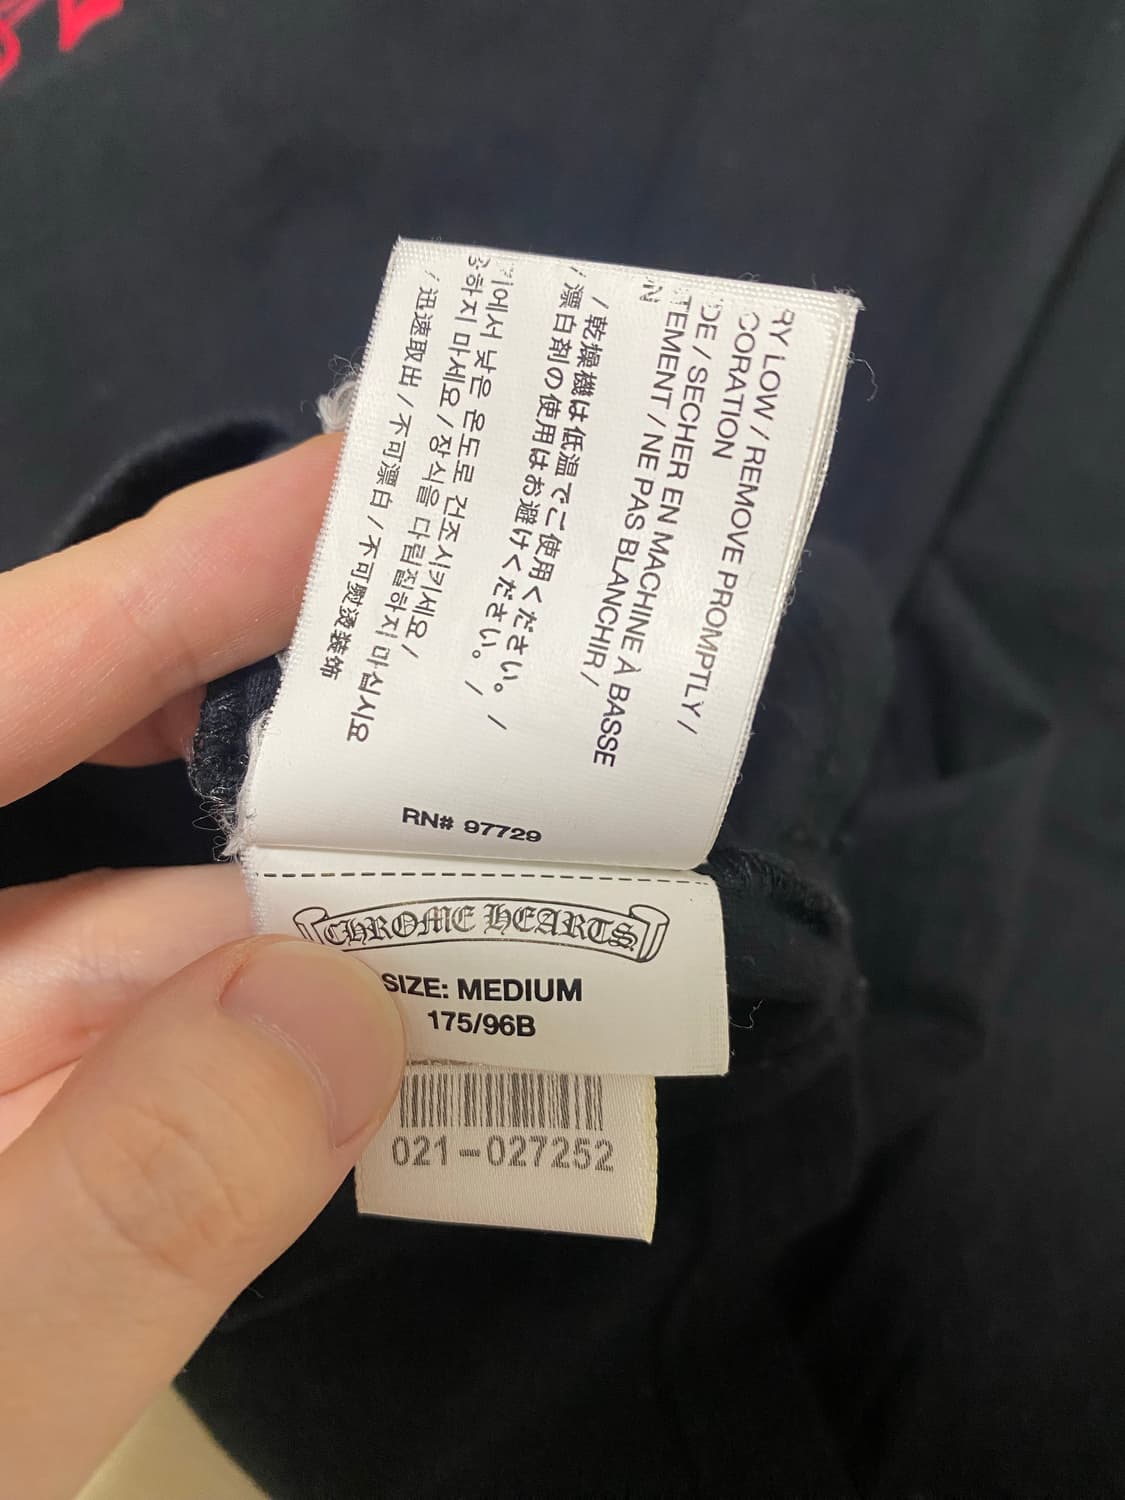 RY LOW / REMOVE PROMPTLY /
CORATION
DE / SECHER EN MACHINE À BASSE
TEMENT / NE PAS BLANCHIR /
N
/ 乾燥機は低温でご使用ください。 /
/ 漂白剤の使用はお避けください。 /
기에서 낮은 온도로 건조시키세요 /
하지 마세요 / 장식을 다림질하지 마십시요
/ 迅速取出 / 不可漂白 / 不可熨烫装饰
RN# 97729
CHROME HEARTS
SIZE: MEDIUM
175/96B
021-027252